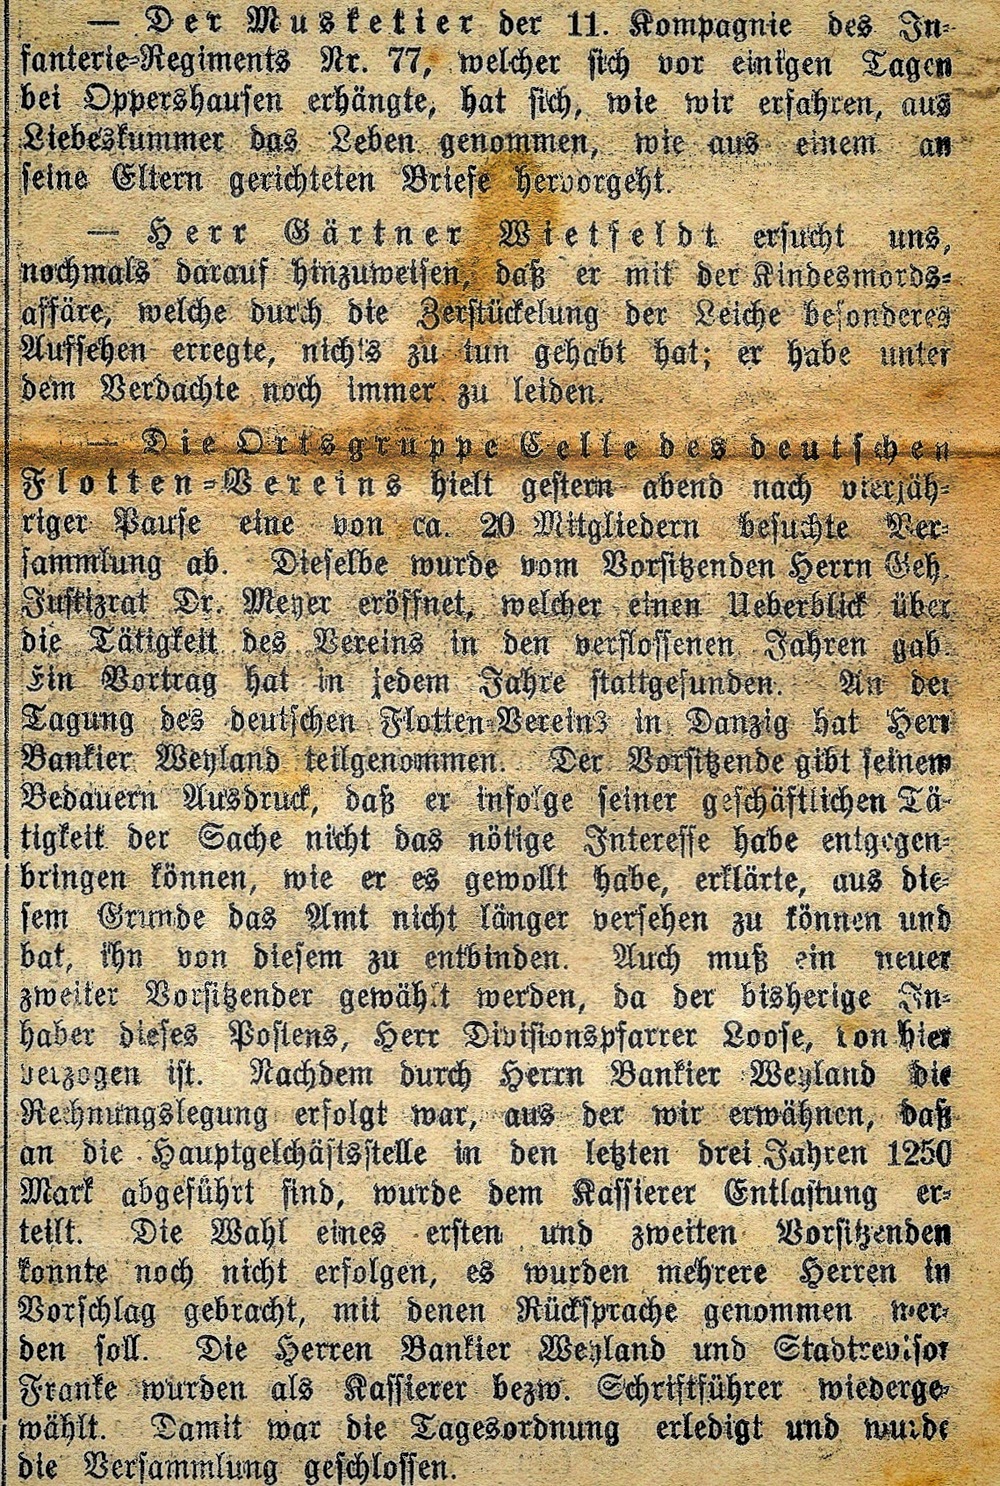 — Der Musketier der 11. Kompagnie des In-
fanterie-Regiments Nr. 77, welcher sich vor einigen Tagen
bei Oppershausen erhängte, hat sich, wie wir erfahren, aus
Liebeskummer das Leben genommen, wie aus einem an
seine Eltern gerichteten Briefe hervorgeht.
— Herr Gärtner Wietfeldt ersucht uns,
nochmals darauf hinzuweisen, daß er mit der Kindesmords-
affäre, welche durch die Zerstückelung der Leiche besonderes
Aufsehen erregte, nichts zu tun gehabt hat; er habe unter
dem Verdachte noch immer zu leiden.
— Die Ortsgruppe Celle des deutschen
Flotten-Vereins hielt gestern abend nach vierjäh-
riger Pause eine von ca. 20 Mitgliedern besuchte Ver-
sammlung ab. Dieselbe wurde vom Vorsitzenden Herrn Geh.
Justizrat Dr. Meyer eröffnet, welcher einen Ueberblick über
die Tätigkeit des Vereins in den verflossenen Jahren gab.
Ein Vortrag hat in jedem Jahre stattgefunden. An der
Tagung des deutschen Flotten-Vereins in Danzig hat Herr
Bankier Weyland teilgenommen. Der Vorsitzende gibt seinem
Bedauern Ausdruck, daß er infolge seiner geschäftlichen Tä-
tigkeit der Sache nicht das nötige Interesse habe entgegen-
bringen können, wie er es gewollt habe, erklärte, aus die-
sem Grunde das Amt nicht länger versehen zu können und
bat, ihn von diesem zu entbinden. Auch muß ein neuer
zweiter Vorsitzender gewählt werden, da der bisherige In-
haber dieses Postens, Herr Divisionspfarrer Loose, von hier
verzogen ist. Nachdem durch Herrn Bankier Weyland die
Rechnungslegung erfolgt war, aus der wir erwähnen, daß
an die Hauptgelchäftsstelle in den letzten drei Jahren 1250
Mark abgeführt sind, wurde dem Kassierer Entlastung er-
teilt. Die Wahl eines ersten und zweiten Vorsitzenden
konnte noch nicht erfolgen, es wurden mehrere Herren in
Vorschlag gebracht, mit denen Rücksprache genommen wer-
den soll. Die Herren Bankier Weyland und Stadtrevisor
Franke wurden als Kassierer bezw. Schriftführer wiederge-
wählt. Damit war die Tagesordnung erledigt und wurde
die Versammlung geschlossen.